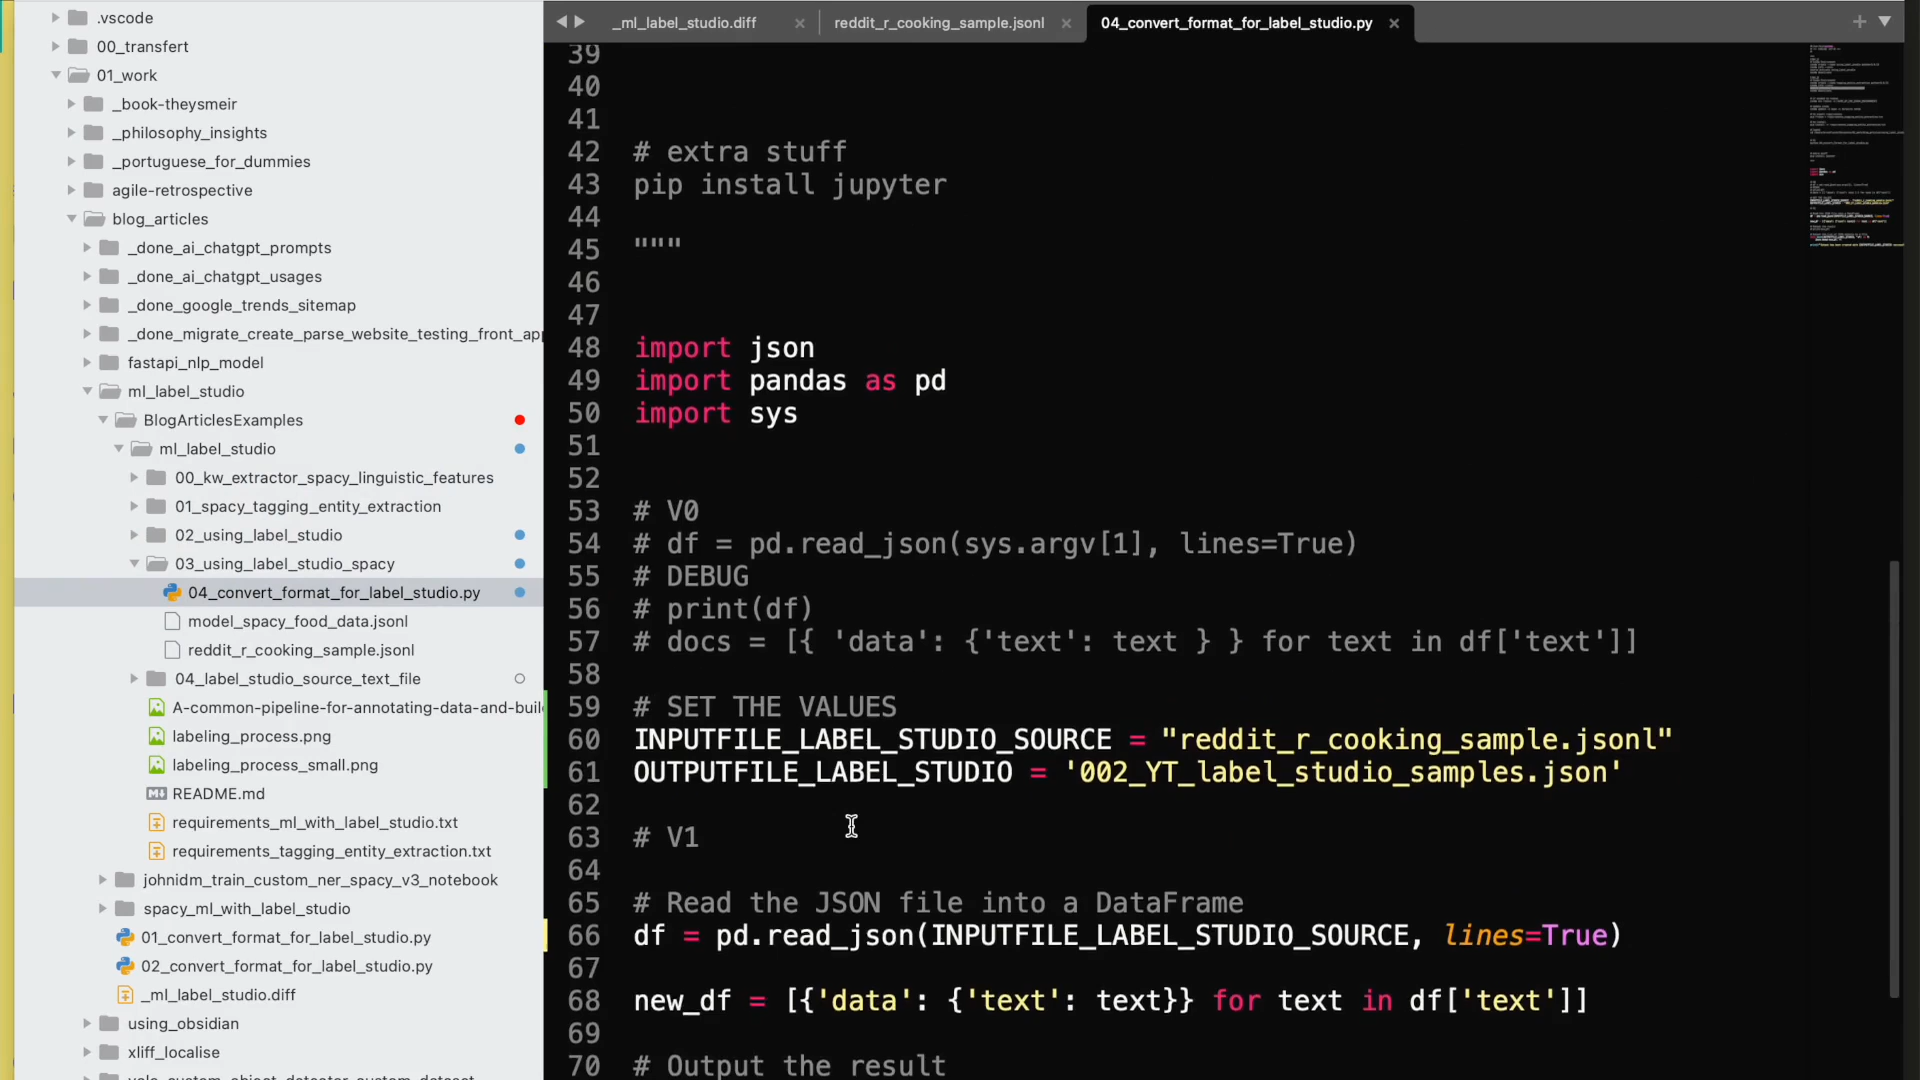 .vscode
00_transfert
01_work
_book-theysmeir
_philosophy_insights
_portuguese_for_dummies
agile-retrospective
blog_articles
_done_ai_chatgpt_prompts
_done_ai_chatgpt_usages
_done_google_trends_sitemap
_done_migrate_create_parse_website_testing_front_app
fastapi_nlp_model
ml_label_studio
BlogArticlesExamples
ml_label_studio
00_kw_extractor_spacy_linguistic_features
01_spacy_tagging_entity_extraction
02_using_label_studio
03_using_label_studio_spacy
04_convert_format_for_label_studio.py
model_spacy_food_data.jsonl
reddit_r_cooking_sample.jsonl
04_label_studio_source_text_file
A-common-pipeline-for-annotating-data-and-buil
labeling_process.png
labeling_process_small.png
README.md
requirements_ml_with_label_studio.txt
requirements_tagging_entity_extraction.txt
johnidm_train_custom_ner_spacy_v3_notebook
spacy_ml_with_label_studio
01_convert_format_for_label_studio.py
02_convert_format_for_label_studio.py
_ml_label_studio.diff
using_obsidian
xliff_localise
_ml_label_studio.diff × reddit_r_cooking_sample.jsonl × 04_convert_format_for_label_studio.py ×
39
40
41
42 # extra stuff
43 pip install jupyter
44
45 """
46
47
48 import json
49 import pandas as pd
50 import sys
51
52
53 # V0
54 # df = pd.read_json(sys.argv[1], lines=True)
55 # DEBUG
56 # print(df)
57 # docs = [{ 'data': {'text': text } } for text in df['text']]
58
59 # SET THE VALUES
60 INPUTFILE_LABEL_STUDIO_SOURCE = "reddit_r_cooking_sample.jsonl"
61 OUTPUTFILE_LABEL_STUDIO = '002_YT_label_studio_samples.json'
62
63 # V1
64
65 # Read the JSON file into a DataFrame
66 df = pd.read_json(INPUTFILE_LABEL_STUDIO_SOURCE, lines=True)
67
68 new_df = [{'data': {'text': text}} for text in df['text']]
69
70 # Output the result